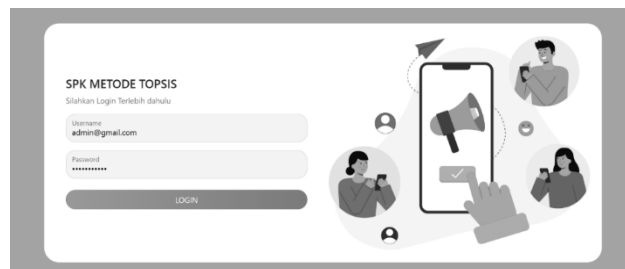 SPK METODE TOPSIS
Silahkan Login Terlebih dahulu
Username
admin@gmail.com
Password
•••••••••••
LOGIN